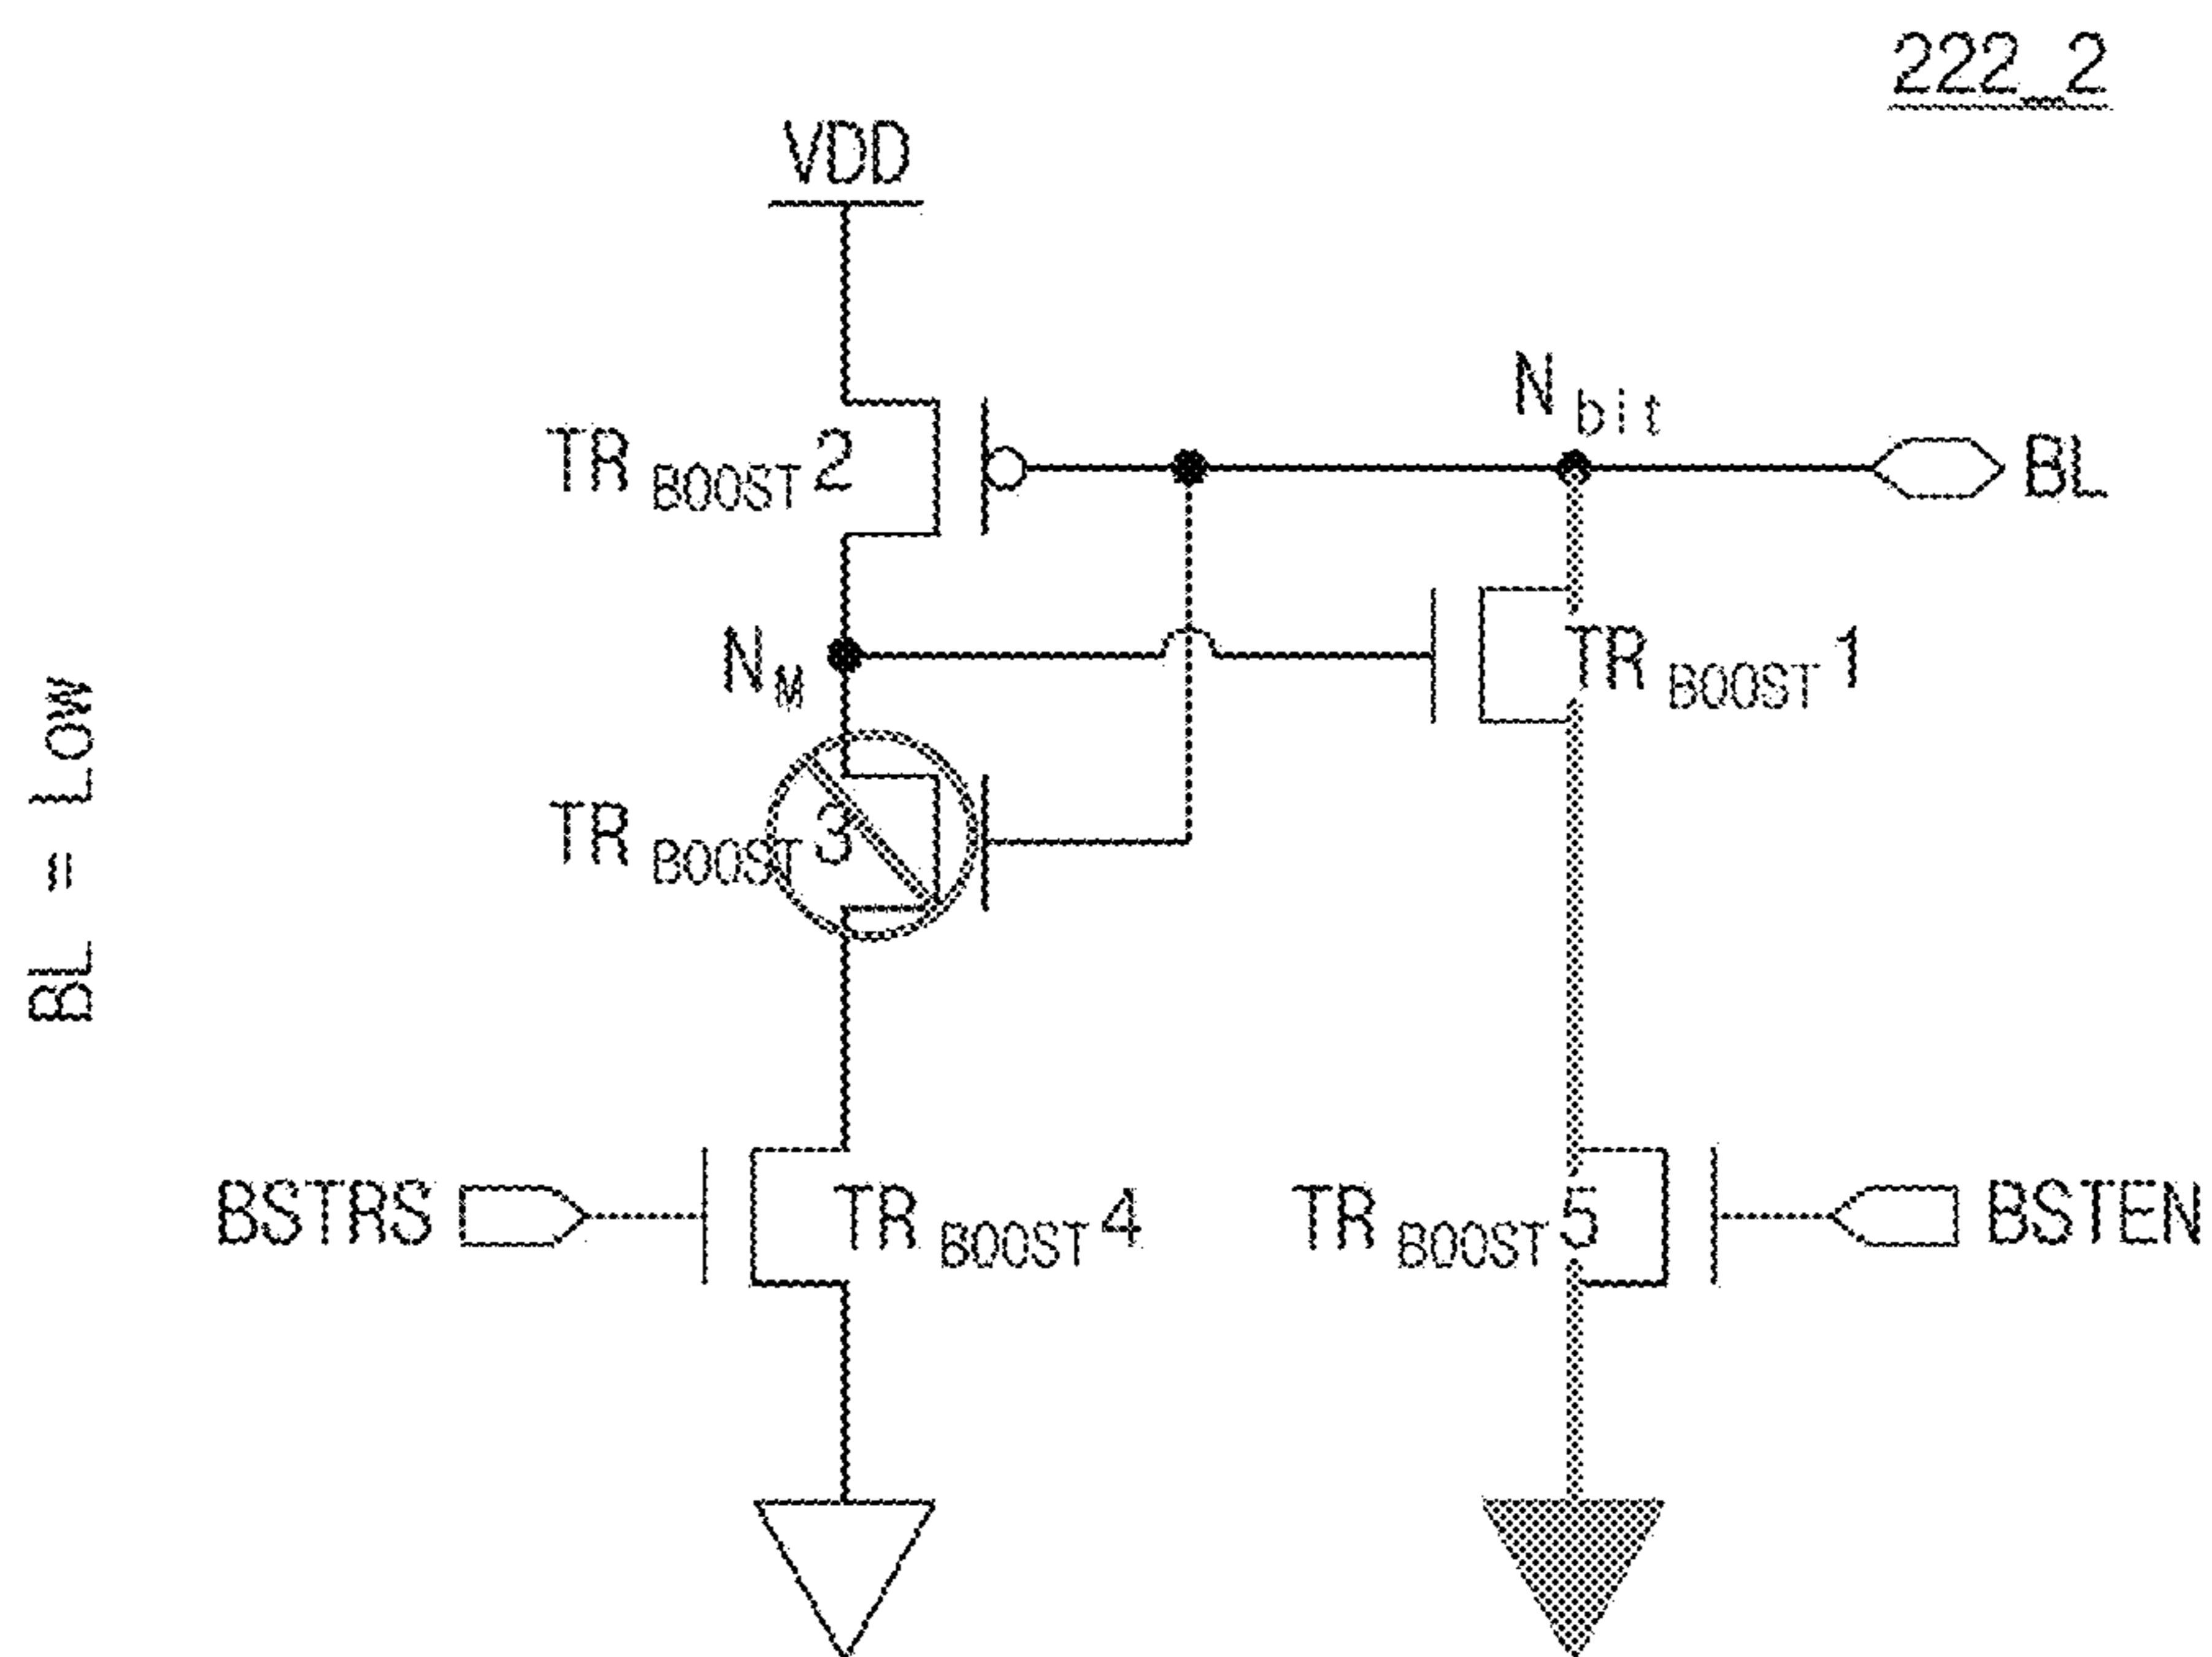 222_2
VDD
N bit
TR BOOST 2
BL
N M
TR BOOST 1
BL = Low
TR BOOST 3
BSTRS
TR BOOST 4
TR BOOST 5
BSTEN